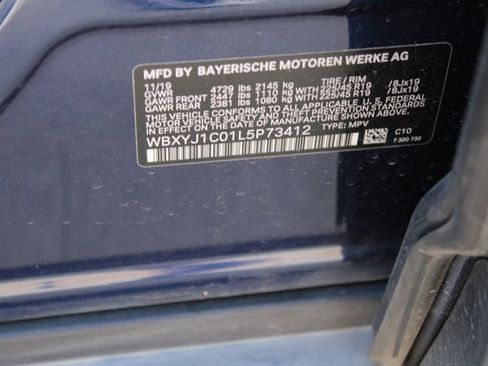 MFD BY BAYERISCHE MOTOREN WERKE AG
11/19 TIRE / RIM
GVWR 4729 lbs 2145 kg
GAWR FRONT 2447 lbs 1110 kg WITH 225/45 R19 /8Jx19
GAWR REAR 2381 lbs 1080 kg WITH 225/45 R19 /8Jx19
THIS VEHICLE CONFORMS TO ALL APPLICABLE U.S. FEDERAL
MOTOR VEHICLE SAFETY, BUMPER, AND THEFT PREVENTION
STANDARDS IN EFFECT ON THE DATE OF MANUFACTURE SHOWN ABOVE.
WBXYJ1C01L5P73412 TYPE: MPV
C10
T 320 730